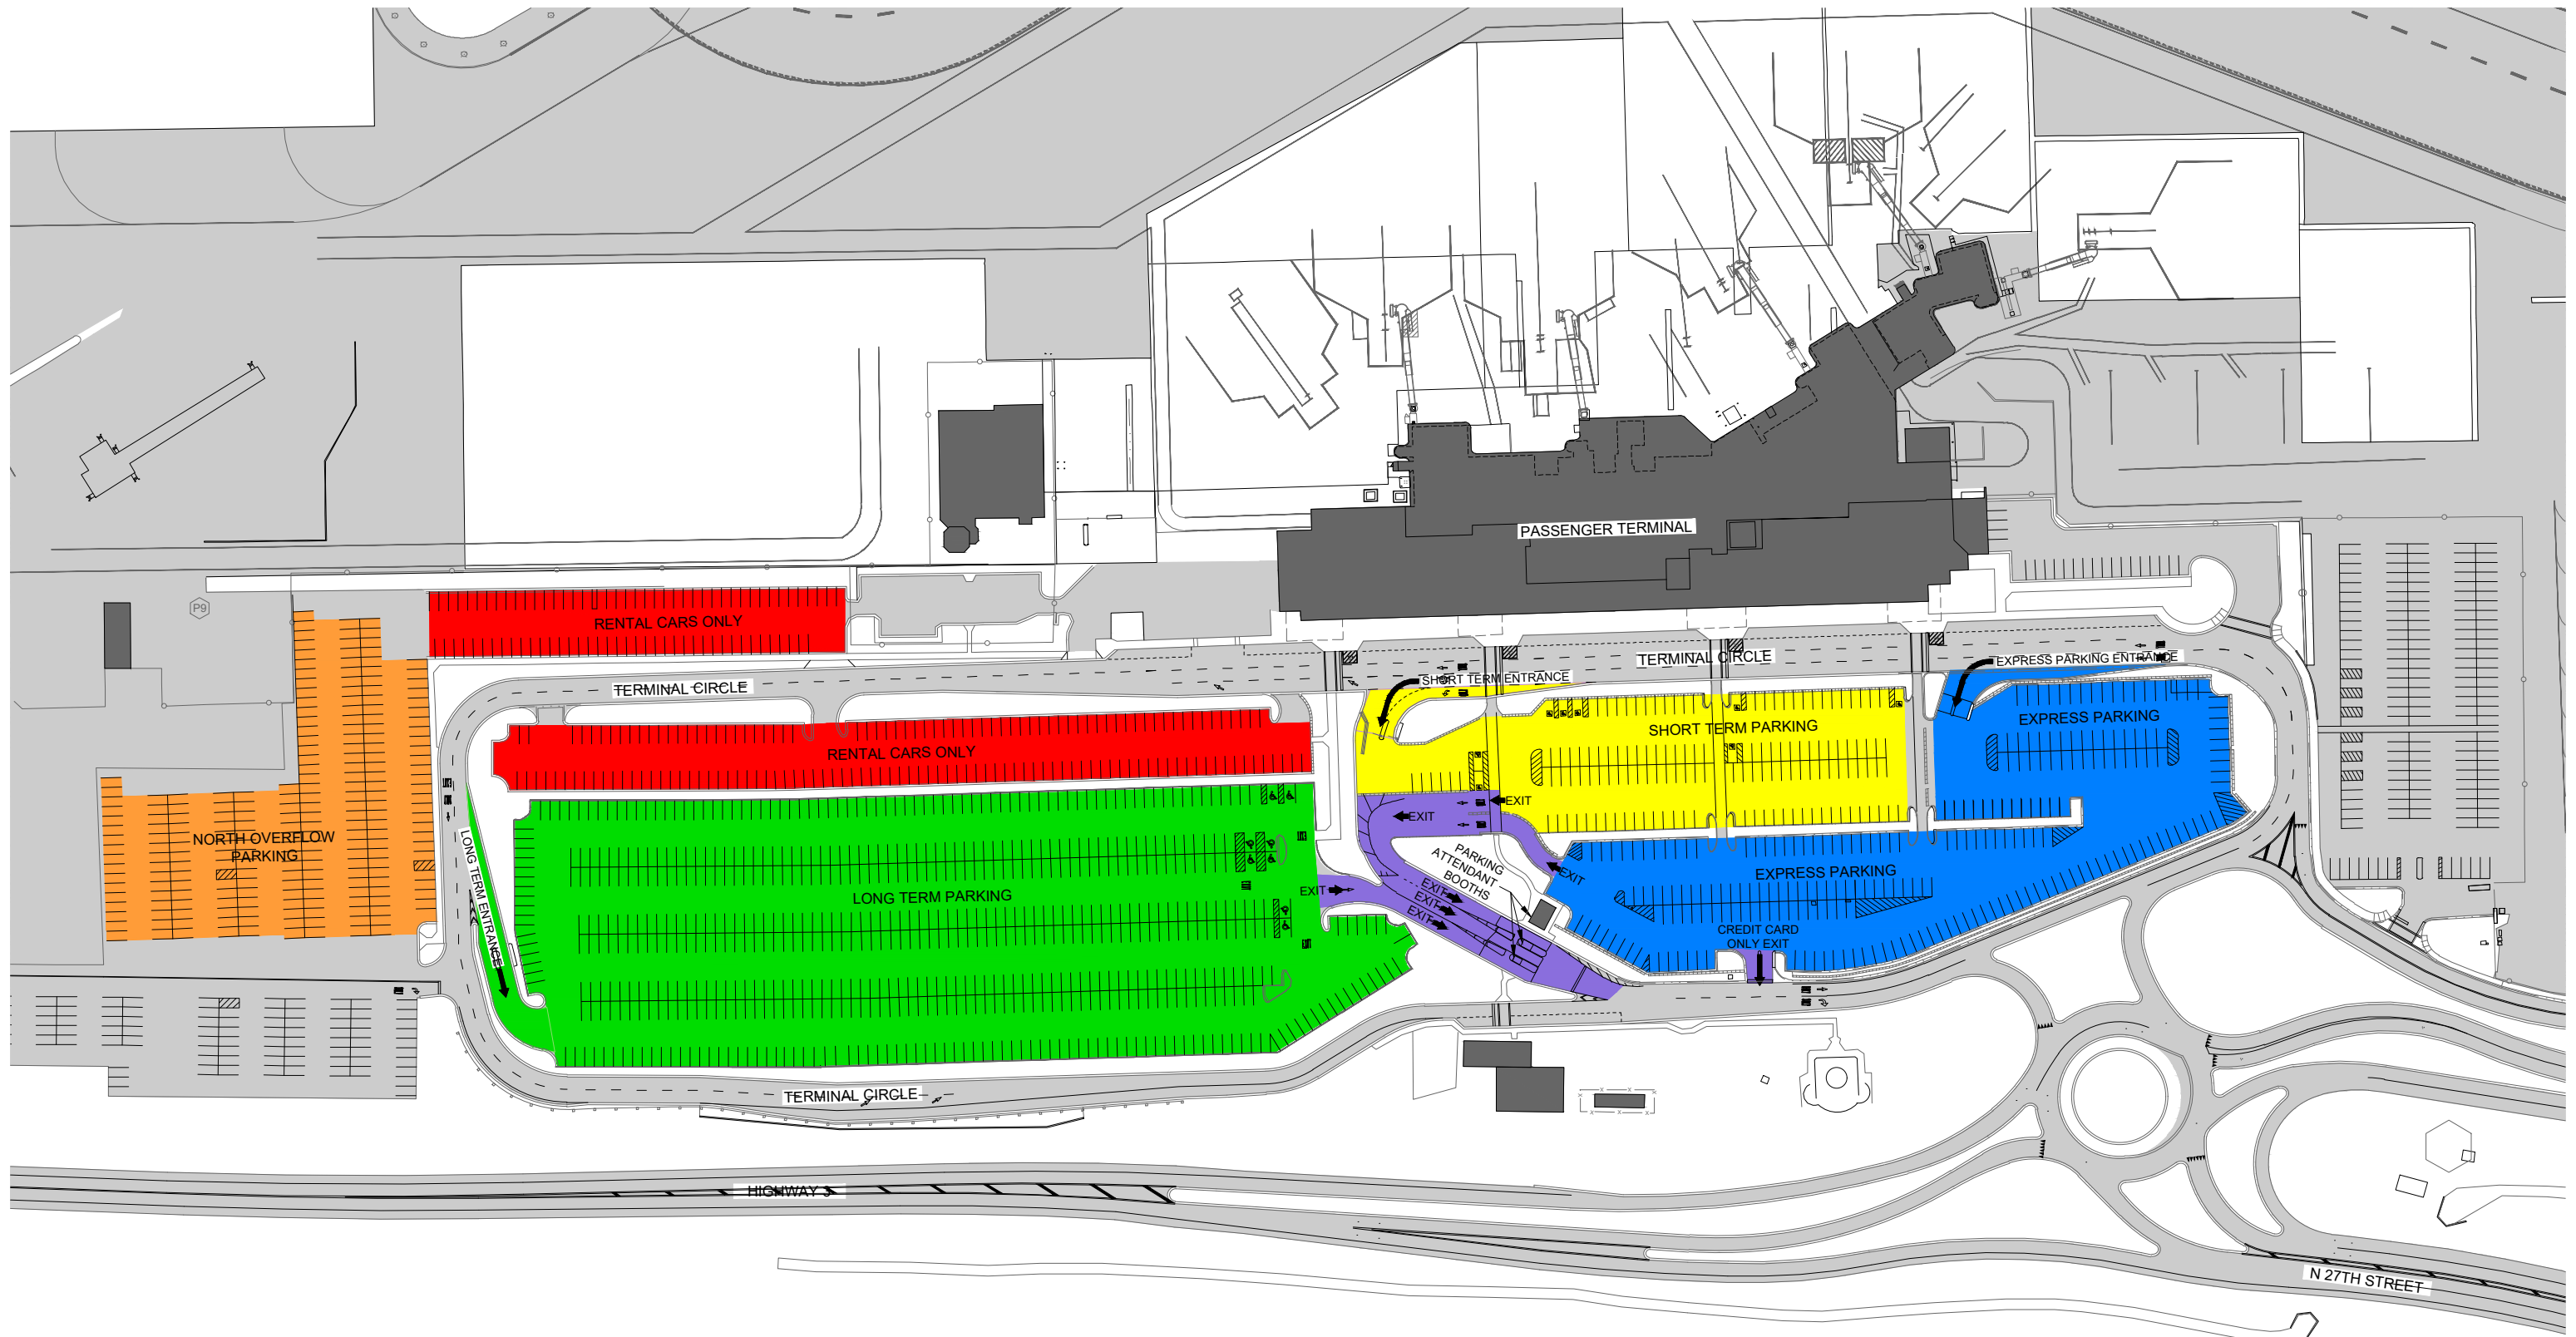 PASSENGER TERMINAL
P9
RENTAL CARS ONLY
TERMINAL CIRCLE
EXPRESS PARKING ENTRANCE
SHORT TERM ENTRANCE
TERMINAL CIRCLE
EXPRESS PARKING
SHORT TERM PARKING
RENTAL CARS ONLY
EXIT
EXIT
NORTH OVERFLOW
PARKING
LONG TERM ENTRANCE
PARKING
ATTENDANT
BOOTHS
EXPRESS PARKING
EXIT
LONG TERM PARKING
EXIT
EXIT
EXIT
EXIT
CREDIT CARD
ONLY EXIT
TERMINAL CIRCLE
HIGHWAY 3
N 27TH STREET